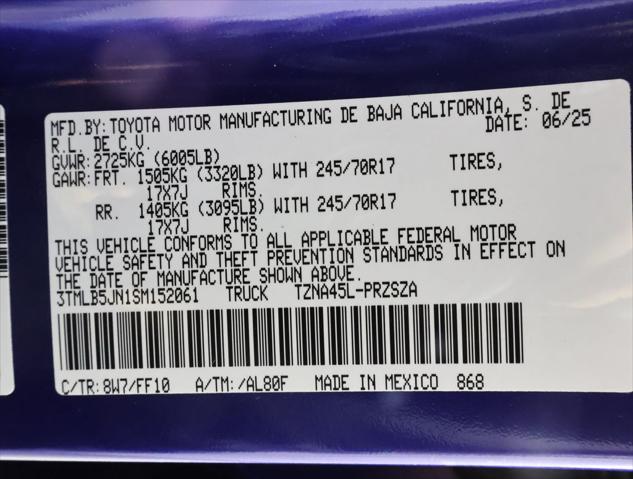 MFD.BY: TOYOTA MOTOR MANUFACTURING DE BAJA CALIFORNIA, S. DE
R.L. DE C.V. DATE: 06/25
GVWR: 2725KG (6005LB)
GAWR: FRT. 1505KG (3320LB) WITH 245/70R17 TIRES,
17X7J RIMS.
RR. 1405KG (3095LB) WITH 245/70R17 TIRES,
17X7J RIMS.
THIS VEHICLE CONFORMS TO ALL APPLICABLE FEDERAL MOTOR
VEHICLE SAFETY AND THEFT PREVENTION STANDARDS IN EFFECT ON
THE DATE OF MANUFACTURE SHOWN ABOVE.
3TMLB5JN1SM152061 TRUCK TZNA45L-PRZSZA
C/TR: 8W7/FF10 A/TM: /AL80F MADE IN MEXICO 868